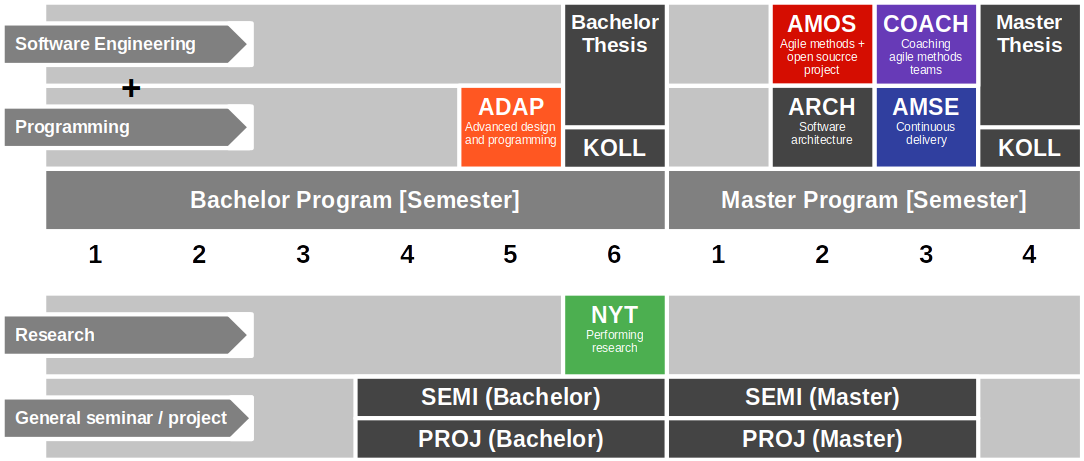 Software Engineering
+
Programming
Bachelor
Thesis
AMOS
Agile methods +
open soucrce
project
COACH
Coaching
agile methods
teams
Master
Thesis
ADAP
Advanced design
and programming
KOLL
ARCH
Software
architecture
AMSE
Continuous
delivery
KOLL
Bachelor Program [Semester]
Master Program [Semester]
1 2 3 4 5 6 1 2 3 4
Research
NYT
Performing
research
General seminar / project
SEMI (Bachelor)
SEMI (Master)
PROJ (Bachelor)
PROJ (Master)